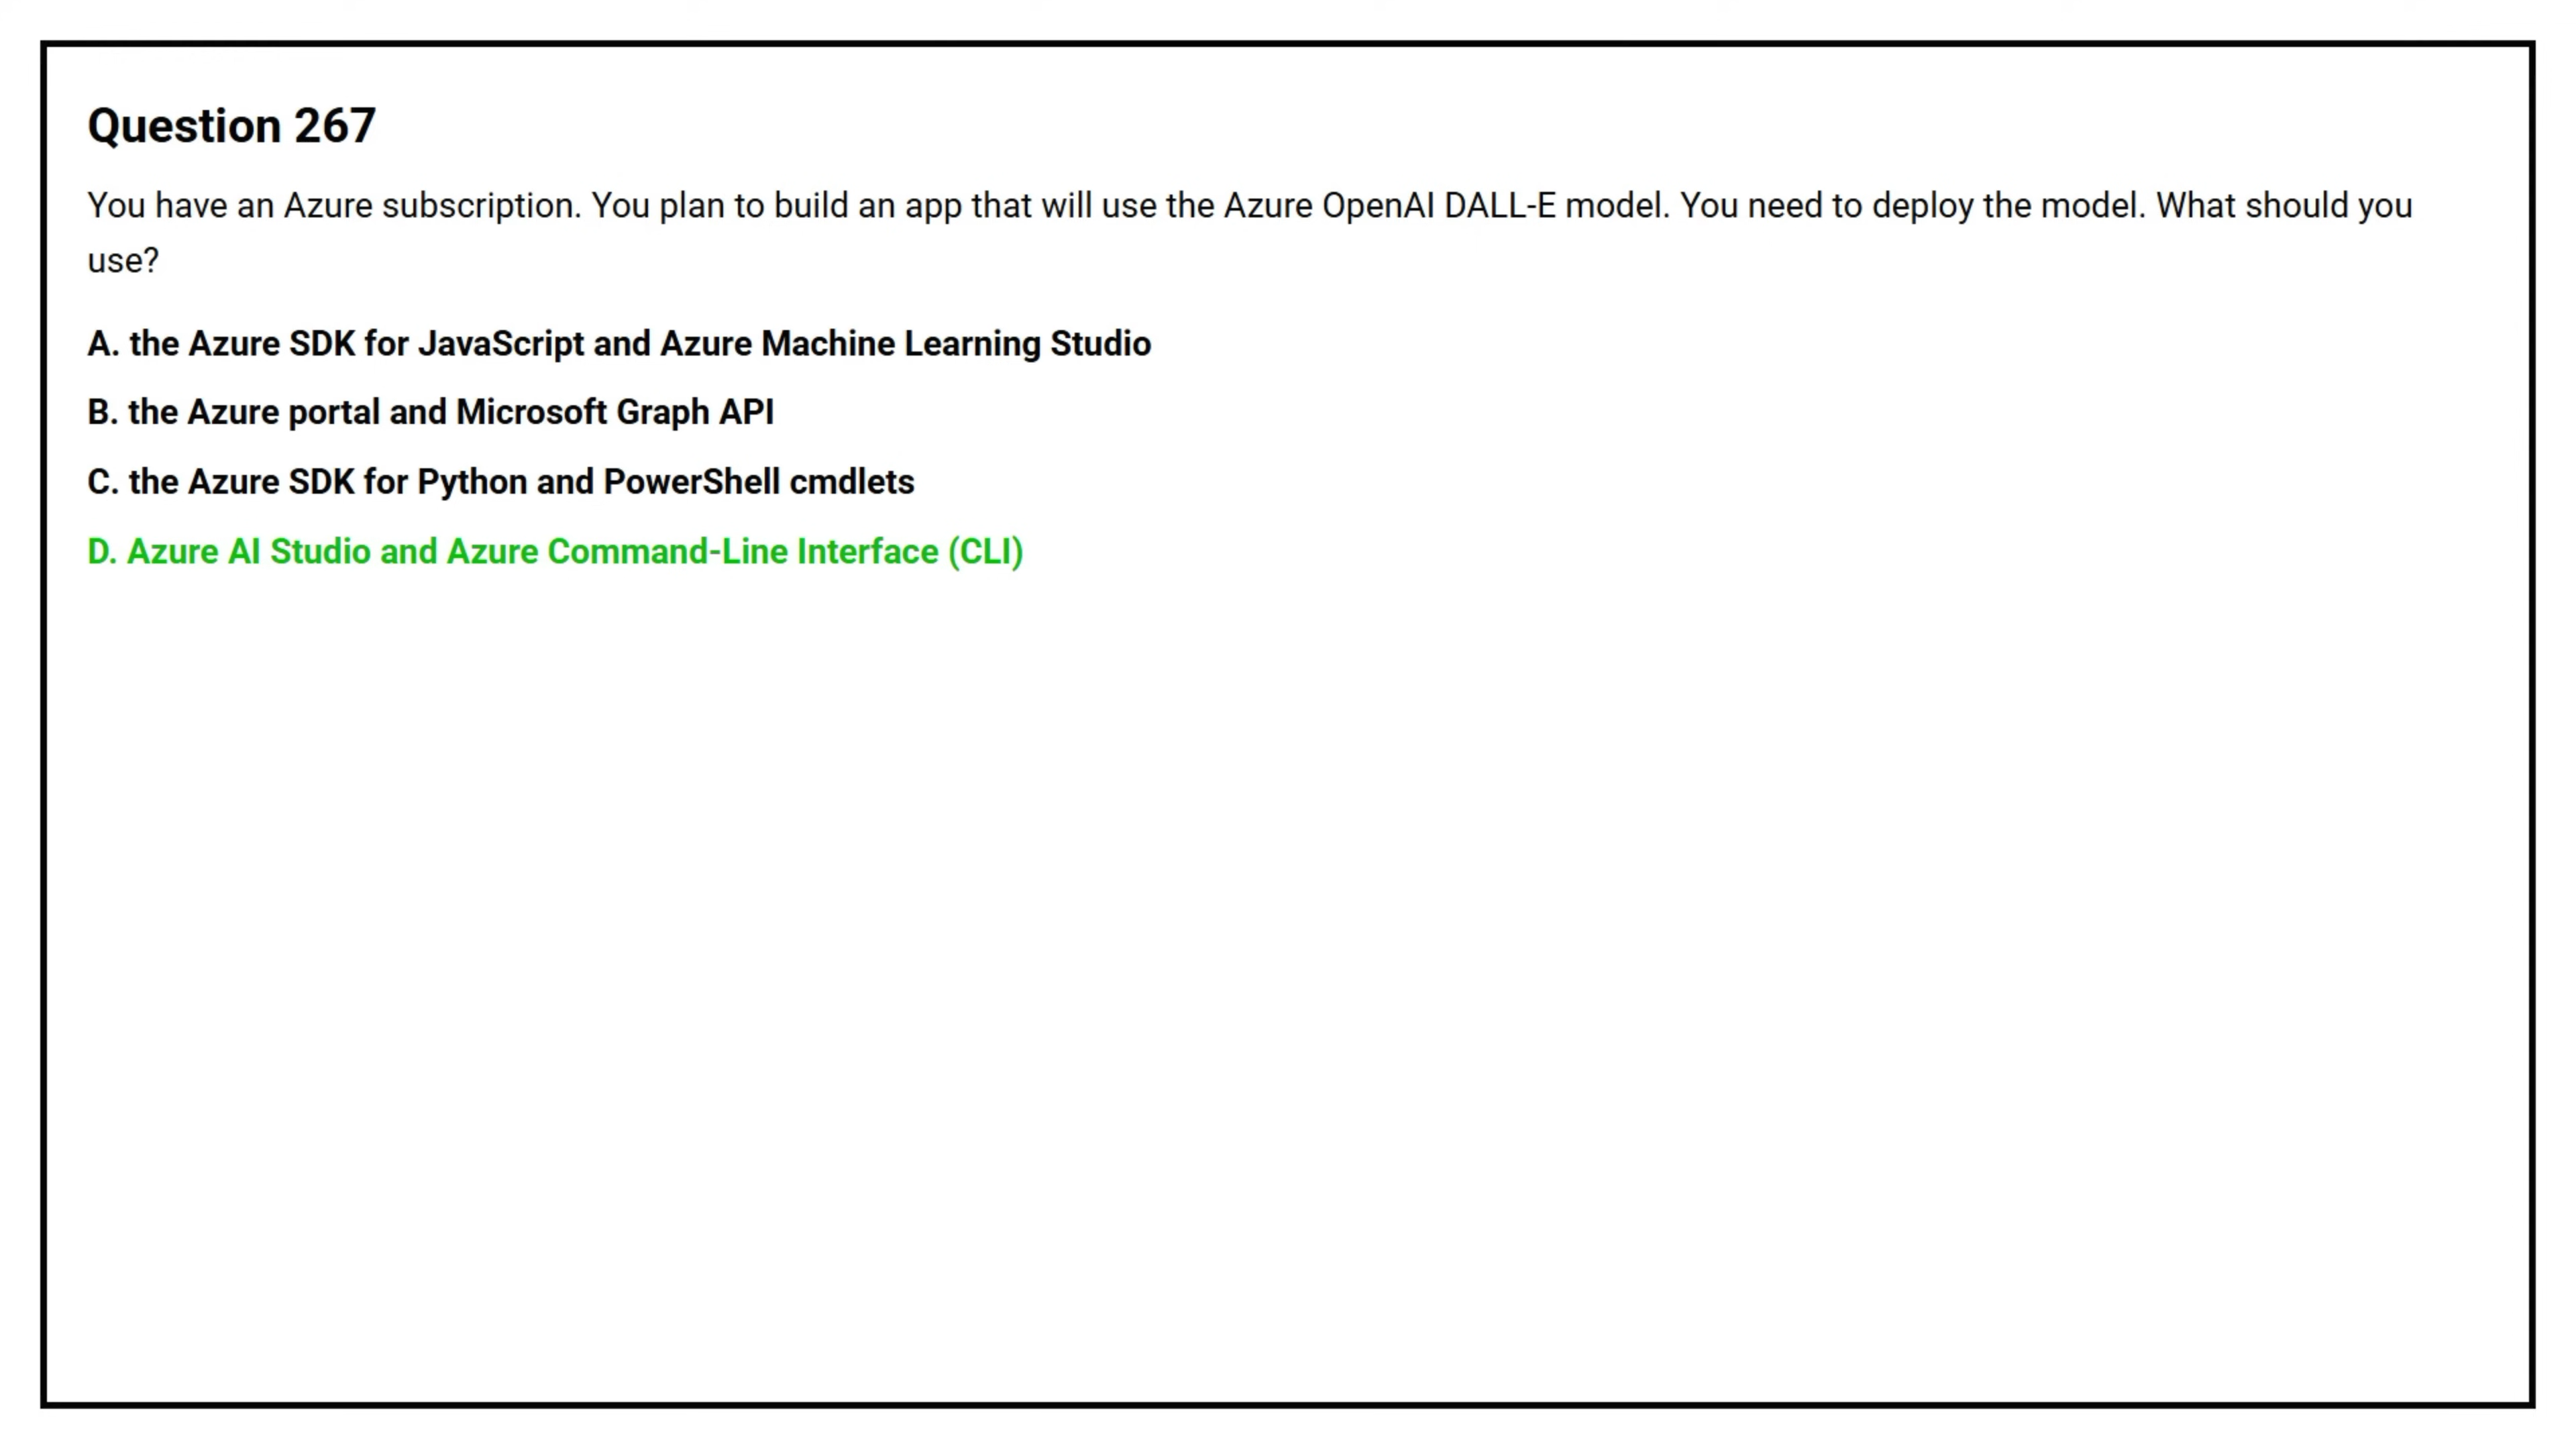 Question 267
You have an Azure subscription. You plan to build an app that will use the Azure OpenAI DALL-E model. You need to deploy the model. What should you
use?
A. the Azure SDK for JavaScript and Azure Machine Learning Studio
B. the Azure portal and Microsoft Graph API
C. the Azure SDK for Python and PowerShell cmdlets
D. Azure AI Studio and Azure Command-Line Interface (CLI)